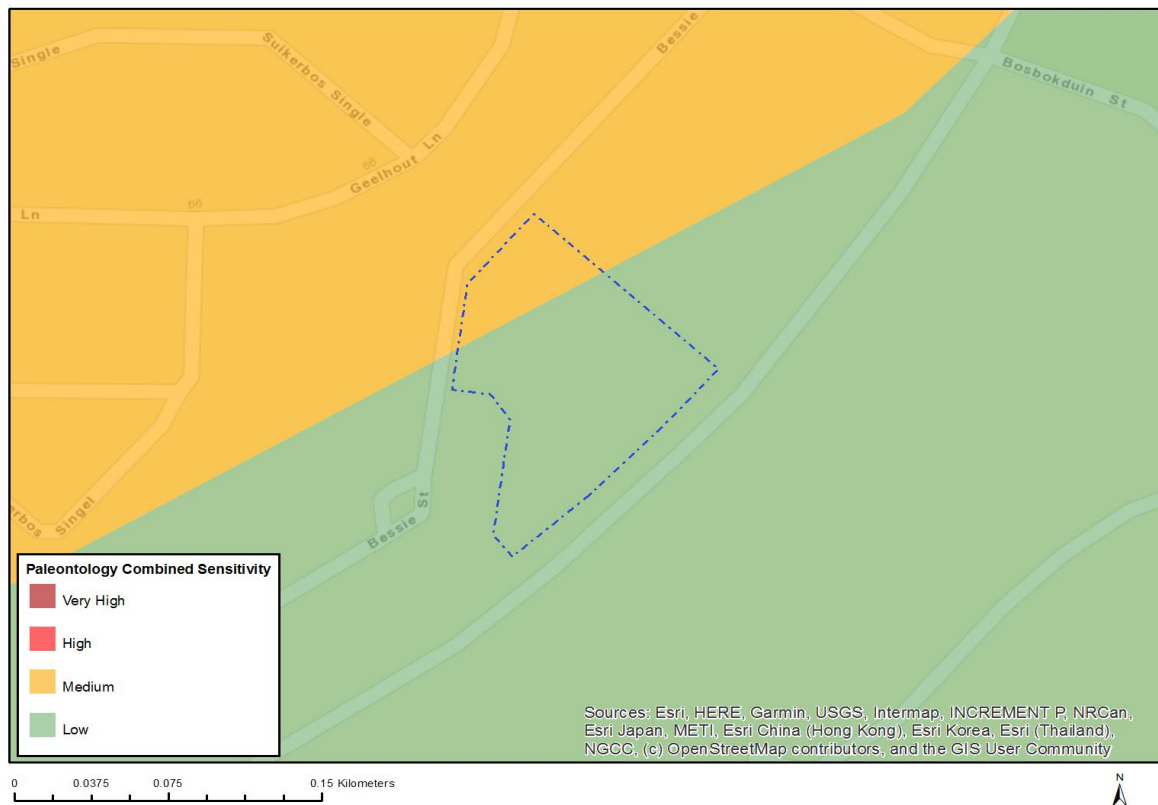 Single
Suikerbos Single
Bessie
Bosbokduin St
66
Geelhout Ln
66
Ln
erbos Singel
Bessie St
Paleontology Combined Sensitivity
Very High
High
Medium
Low
Sources: Esri, HERE, Garmin, USGS, Intermap, INCREMENT P, NRCan,
Esri Japan, METI, Esri China (Hong Kong), Esri Korea, Esri (Thailand),
NGCC, (c) OpenStreetMap contributors, and the GIS User Community
0 0.0375 0.075 0.15 Kilometers
N